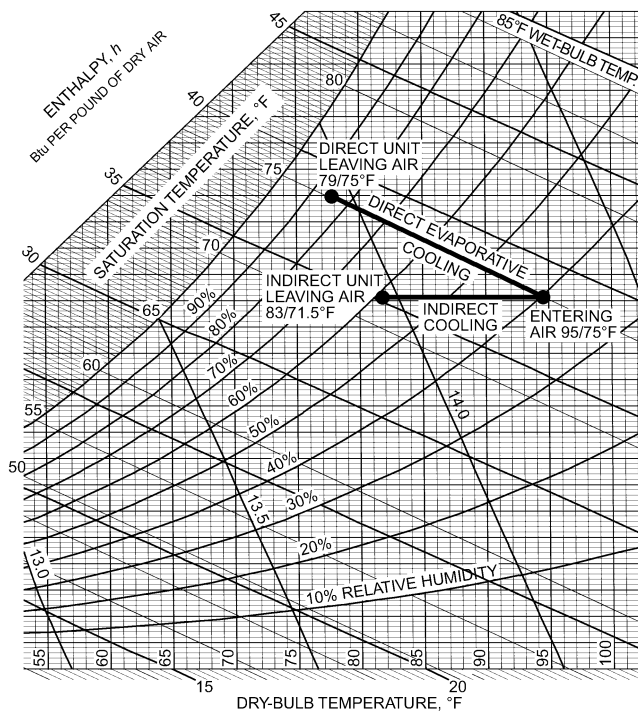 45
ENTHALPY, h
Btu PER POUND OF DRY AIR
85°F WET-BULB TEMP.
40
80
SATURATION TEMPERATURE, °F
DIRECT UNIT
LEAVING AIR
79/75°F
75
35
DIRECT EVAPORATIVE
COOLING
70
30
INDIRECT UNIT
LEAVING AIR
83/71.5°F
INDIRECT
COOLING
ENTERING
AIR 95/75°F
65
90%
80%
70%
60
60%
14.0
55
50%
50
40%
13.5
30%
20%
13.0
10% RELATIVE HUMIDITY
55
60
65
70
75
80
85
90
95
100
15
20
DRY-BULB TEMPERATURE, °F